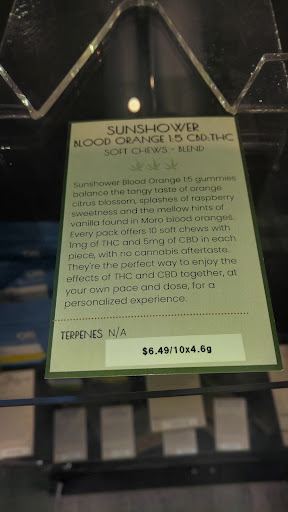 SUNSHOWER
BLOOD ORANGE 1:5 CBD:THC
SOFT CHEWS - BLEND
Sunshower Blood Orange 1:5 gummies
balance the tangy taste of orange
citrus blossom, splashes of raspberry
sweetness and the mellow hints of
vanilla found in Moro blood oranges.
Every pack offers 10 soft chews with
1mg of THC and 5mg of CBD in each
piece, with no cannabis aftertaste.
They're the perfect way to enjoy the
effects of THC and CBD together, at
your own pace and dose, for a
personalized experience.
TERPENES N/A
$6.49/10x4.6g